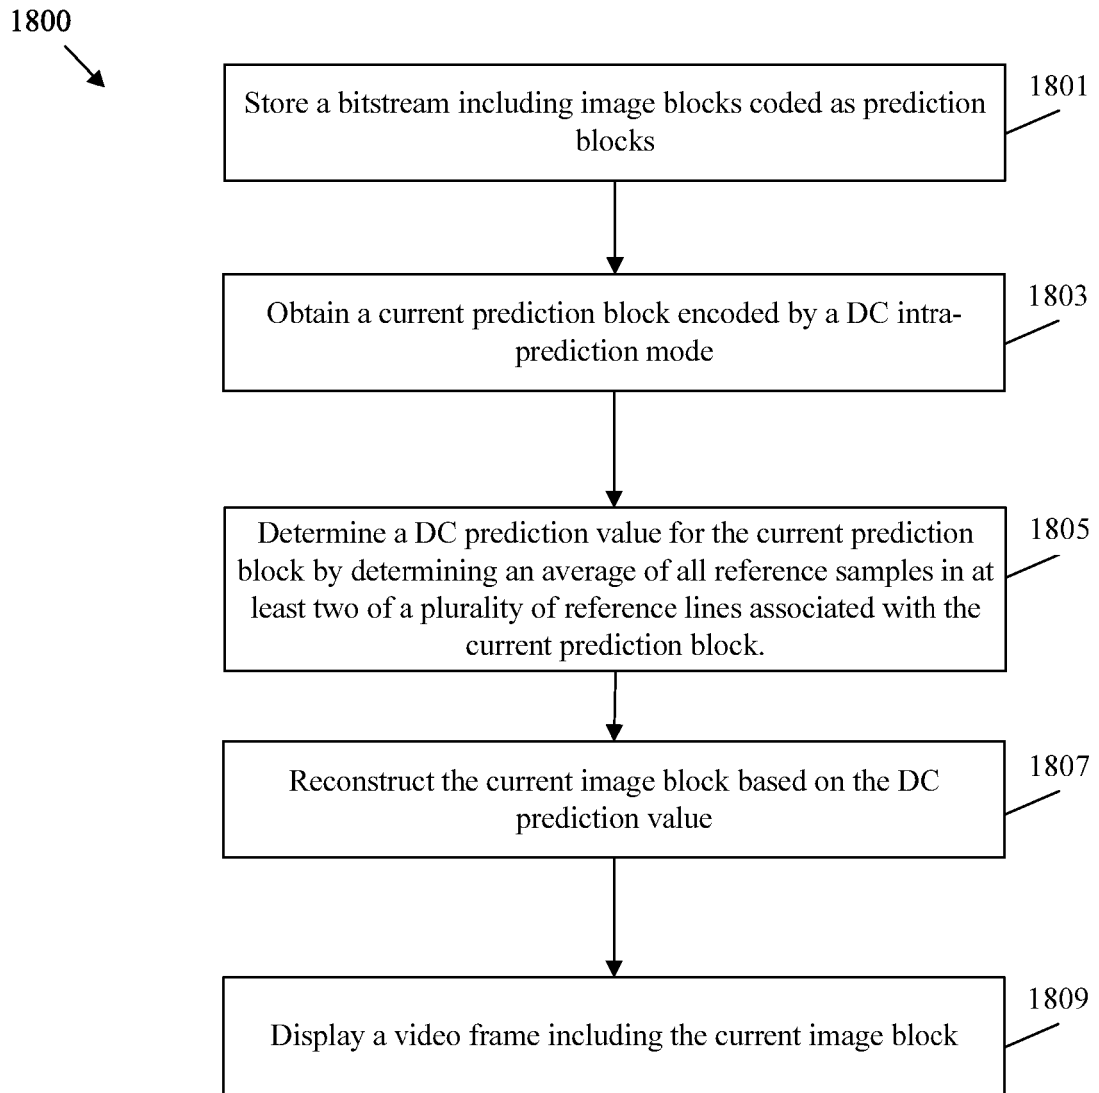 1800
Store a bitstream including image blocks coded as prediction
blocks
1801
Obtain a current prediction block encoded by a DC intra-
prediction mode
1803
Determine a DC prediction value for the current prediction
block by determining an average of all reference samples in at
least two of a plurality of reference lines associated with the
current prediction block.
1805
Reconstruct the current image block based on the DC
prediction value
1807
Display a video frame including the current image block
1809